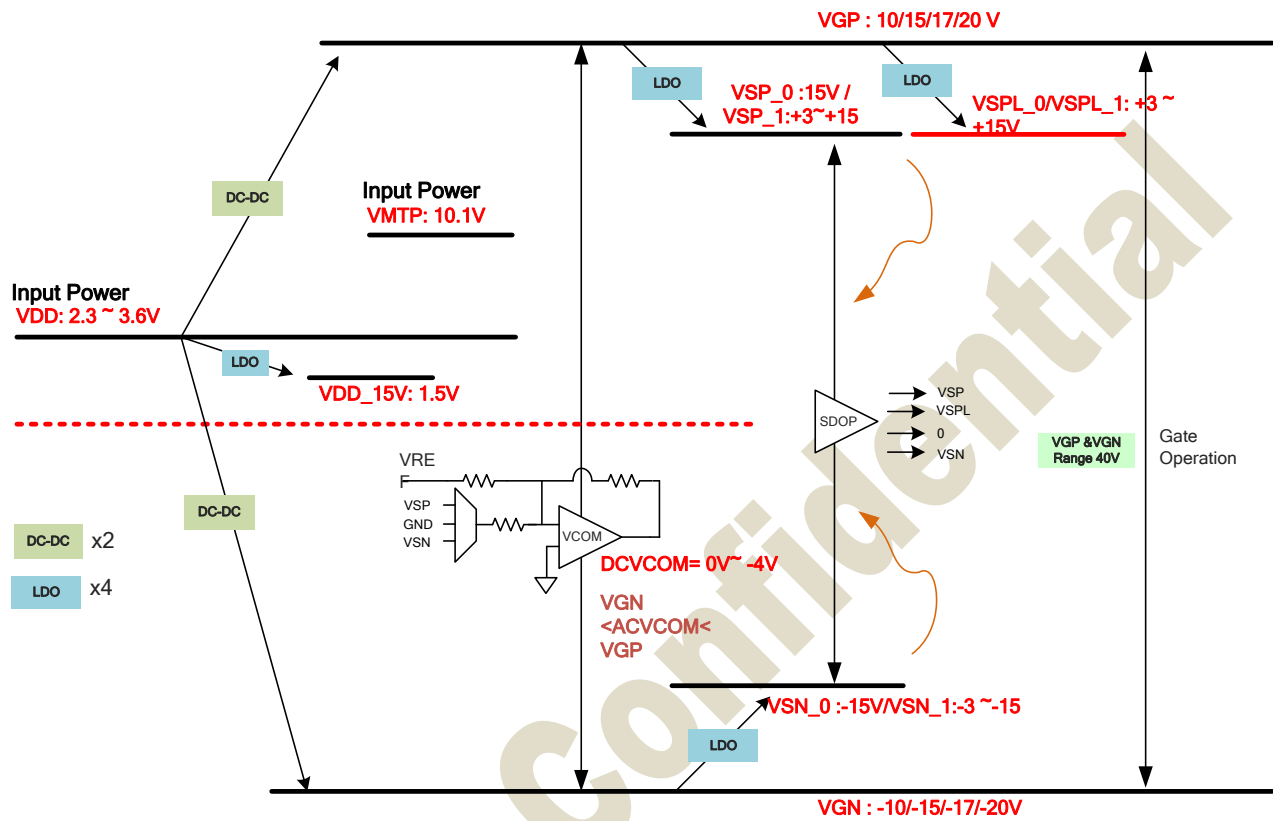 VGP : 10/15/17/20 V
LDO
LDO
VSP_0 :15V /
VSP_1:+3~+15
VSPL_0/VSPL_1: +3 ~
+15V
DC-DC
Input Power
VMTP: 10.1V
Input Power
VDD: 2.3 ~ 3.6V
LDO
VDD_15V: 1.5V
SDOP
VSP
VSPL
0
VSN
VGP &VGN
Range 40V
Gate
Operation
VRE
F
VSP
GND
VSN
VCOM
DC-DC
DC-DC x2
LDO x4
DCVCOM= 0V~ -4V
VGN
<ACVCOM<
VGP
VSN_0 :-15V/VSN_1:-3 ~-15
LDO
VGN : -10/-15/-17/-20V
Confidential